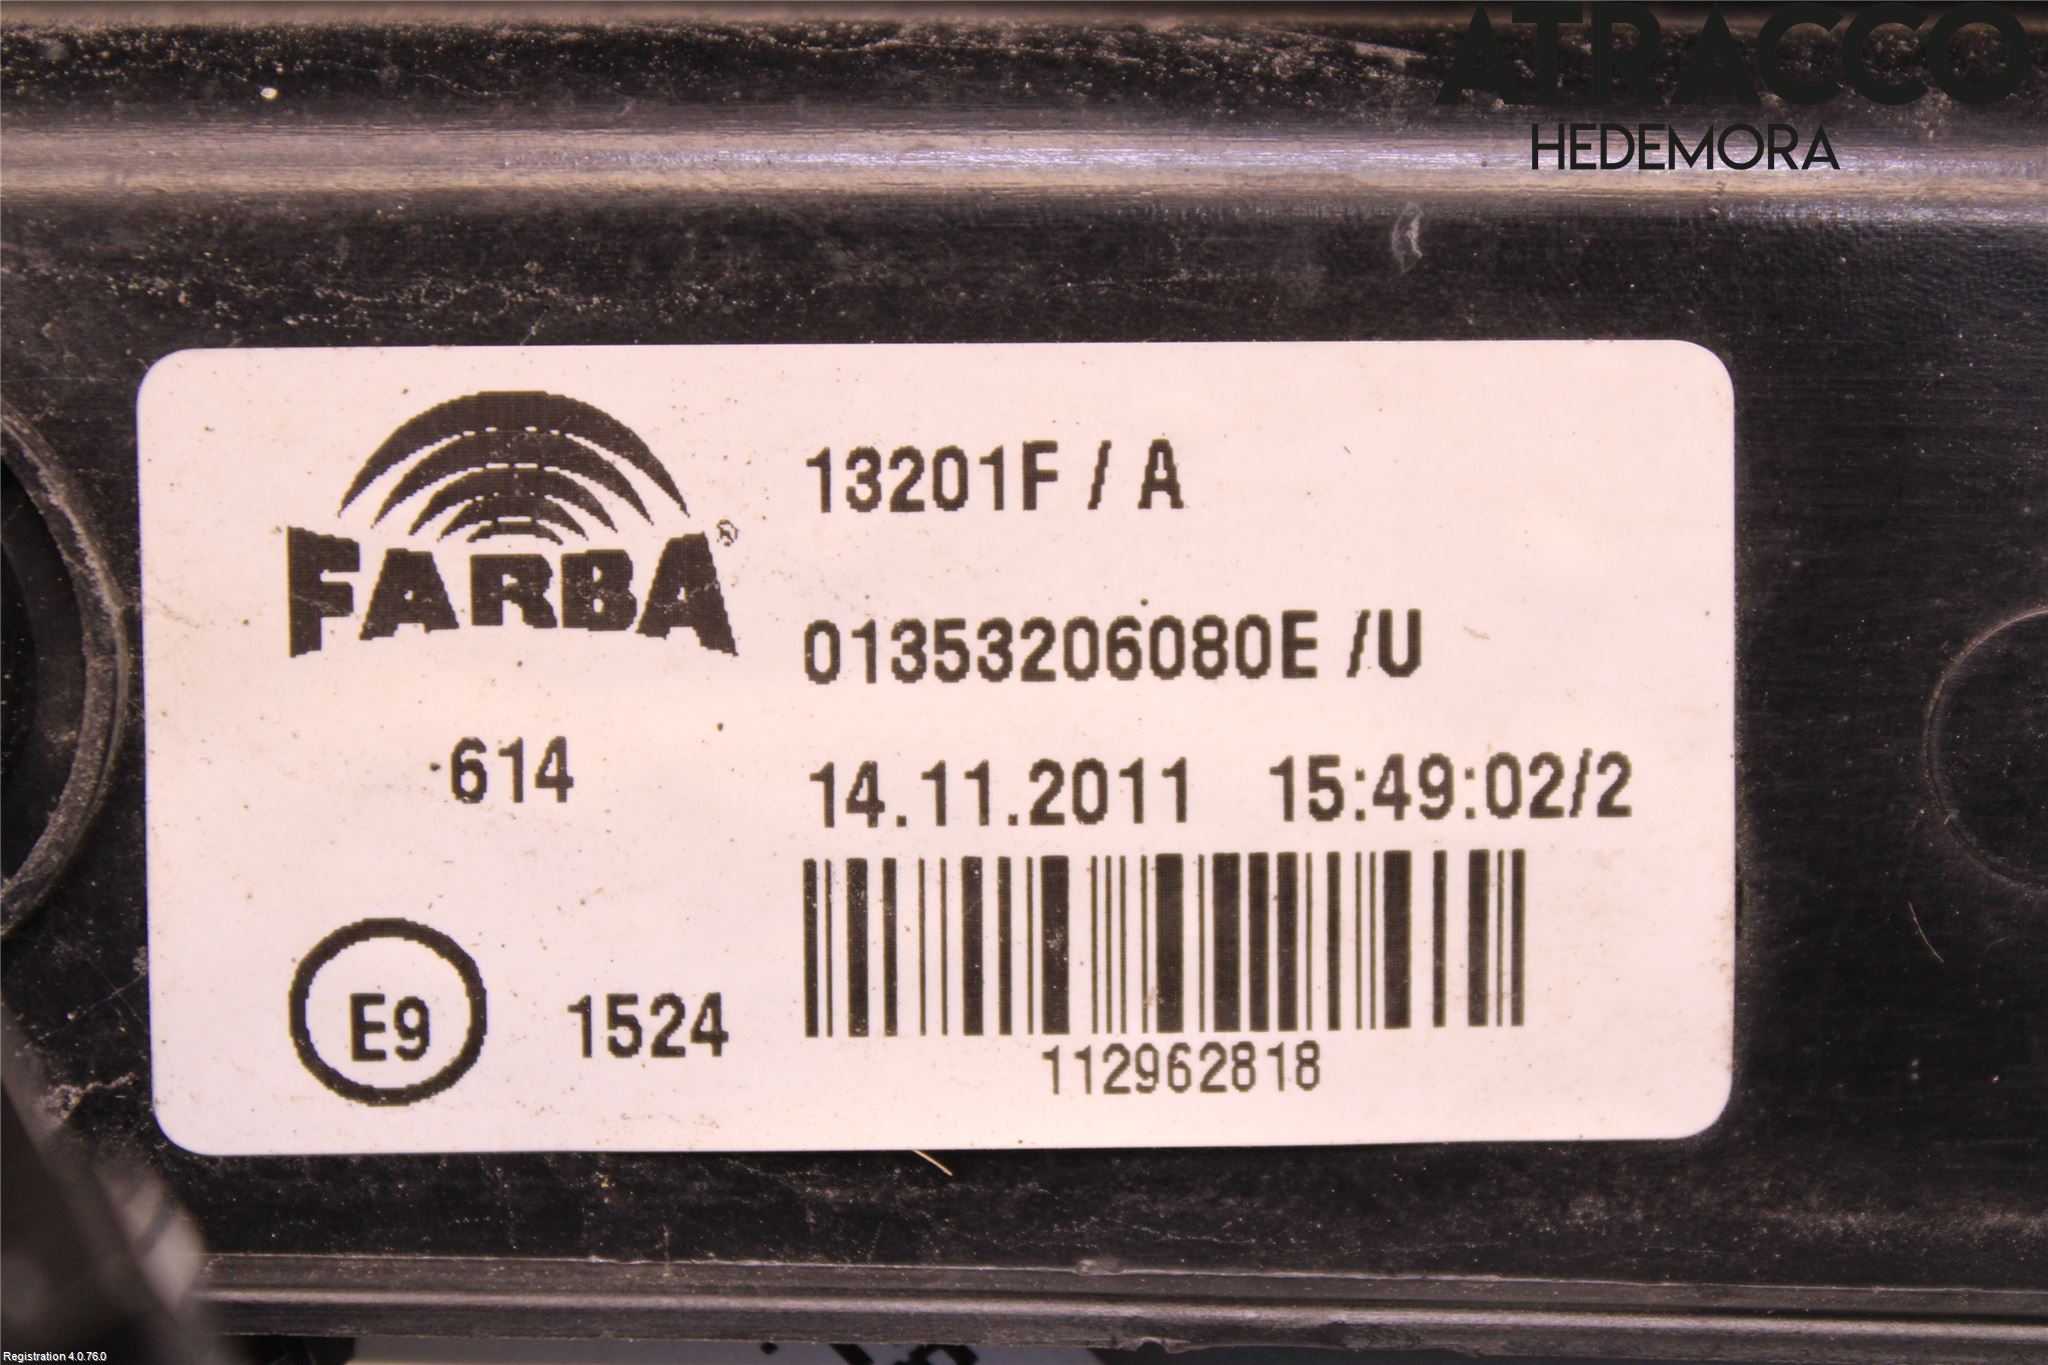 ATRACCO
HEDEMORA
13201F / A
FARBA®
01353206080E /U
614
14.11.2011 15:49:02/2
E9 1524
112962818
Registration 4.0.76.0